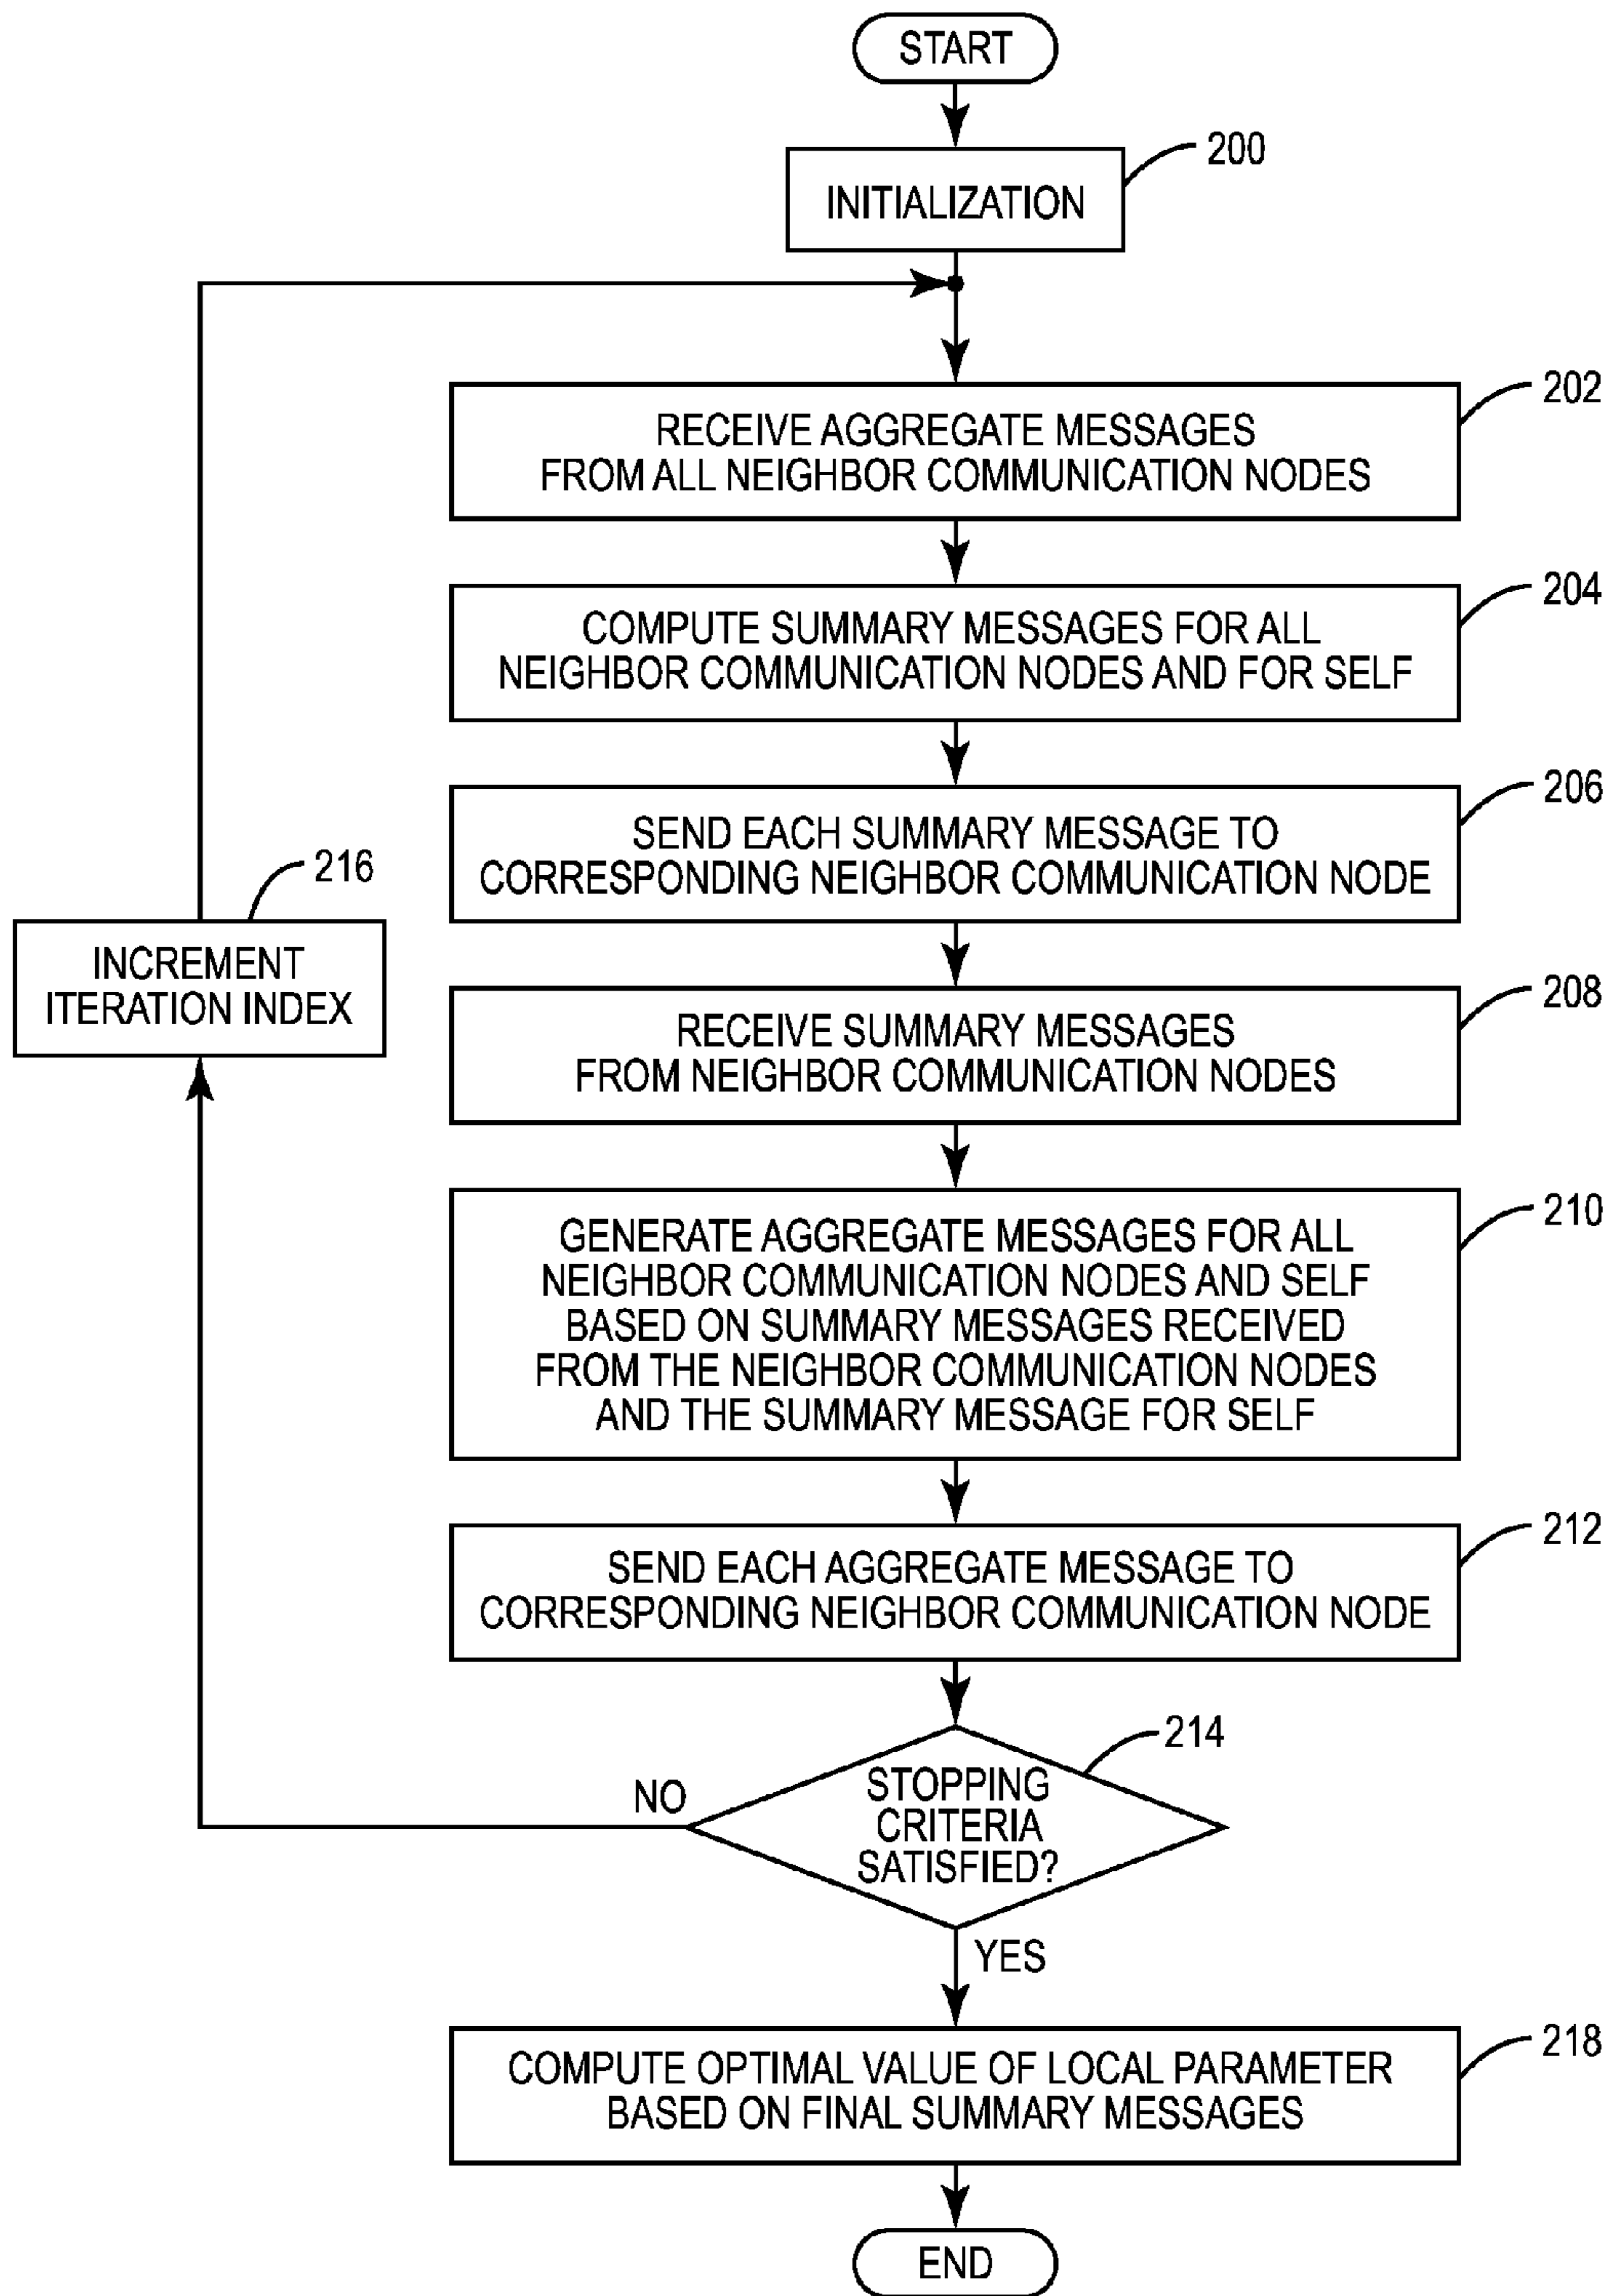 START
200
INITIALIZATION
202
RECEIVE AGGREGATE MESSAGES
FROM ALL NEIGHBOR COMMUNICATION NODES
204
COMPUTE SUMMARY MESSAGES FOR ALL
NEIGHBOR COMMUNICATION NODES AND FOR SELF
206
SEND EACH SUMMARY MESSAGE TO
CORRESPONDING NEIGHBOR COMMUNICATION NODE
216
INCREMENT
ITERATION INDEX
208
RECEIVE SUMMARY MESSAGES
FROM NEIGHBOR COMMUNICATION NODES
210
GENERATE AGGREGATE MESSAGES FOR ALL
NEIGHBOR COMMUNICATION NODES AND SELF
BASED ON SUMMARY MESSAGES RECEIVED
FROM THE NEIGHBOR COMMUNICATION NODES
AND THE SUMMARY MESSAGE FOR SELF
212
SEND EACH AGGREGATE MESSAGE TO
CORRESPONDING NEIGHBOR COMMUNICATION NODE
214
NO
STOPPING
CRITERIA
SATISFIED?
YES
218
COMPUTE OPTIMAL VALUE OF LOCAL PARAMETER
BASED ON FINAL SUMMARY MESSAGES
END